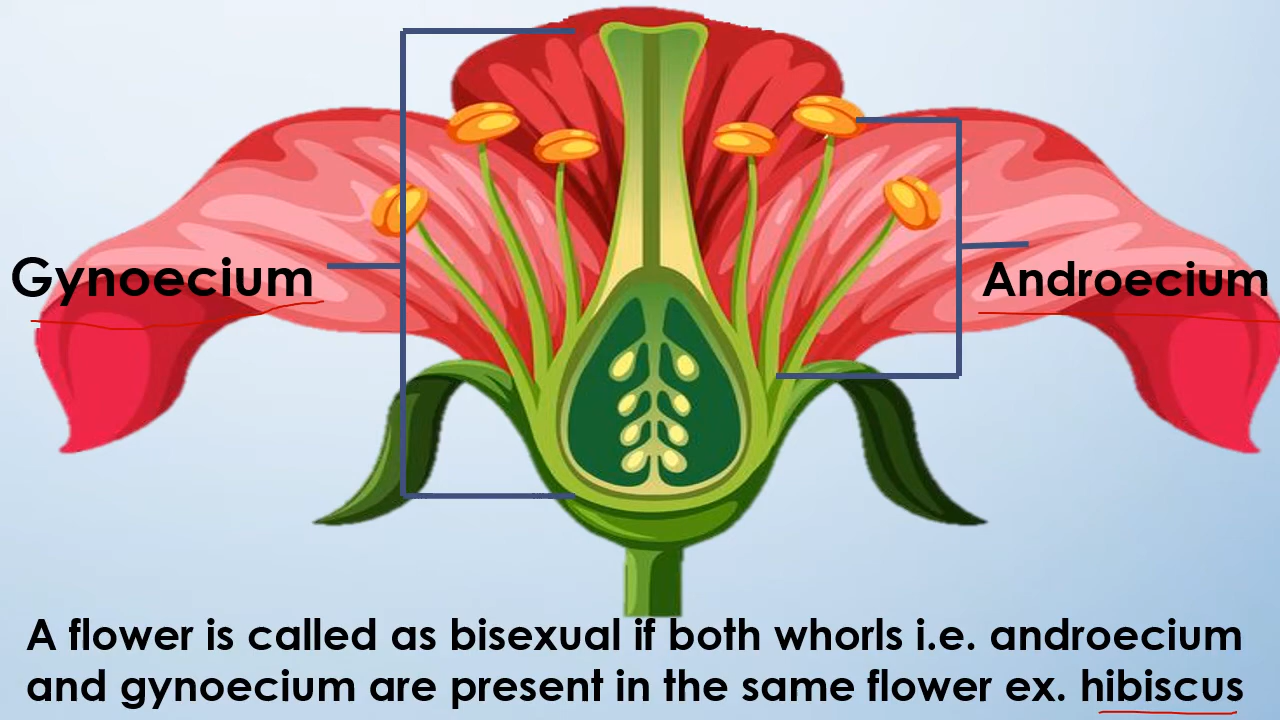 Gynoecium
Androecium
A flower is called as bisexual if both whorls i.e. androecium
and gynoecium are present in the same flower ex. hibiscus